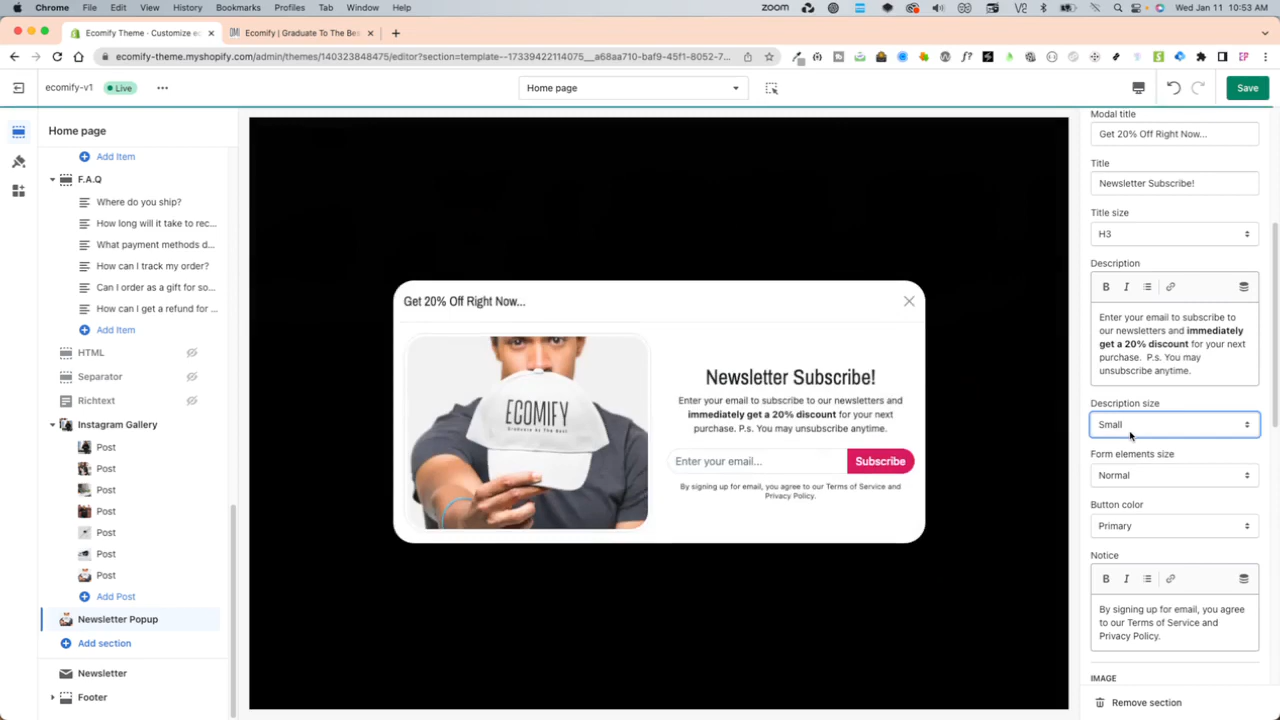 Chrome File Edit View History Bookmarks Profiles Tab Window Help
zoom Wed Jan 11 10:53 AM
Ecomify Theme · Customize ec
Ecomify | Graduate To The Bes
ecomify-theme.myshopify.com/admin/themes/140323848475/editor?section=template--17339422114075__a68aa710-baf9-45f1-8052-7...
ecomify-v1
Live
Home page
Save
Home page
Add Item
F.A.Q
Where do you ship?
How long will it take to rec...
What payment methods d...
How can I track my order?
Can I order as a gift for so...
How can I get a refund for ...
Add Item
HTML
Separator
Richtext
Instagram Gallery
Post
Post
Post
Post
Post
Post
Post
Add Post
Newsletter Popup
Add section
Newsletter
Footer
Get 20% Off Right Now...
ECOMIFY
Graduate to The Best
Newsletter Subscribe!
Enter your email to subscribe to our newsletters and
immediately get a 20% discount for your next
purchase. P.s. You may unsubscribe anytime.
Enter your email...
Subscribe
By signing up for email, you agree to our Terms of Service and
Privacy Policy.
Modal title
Get 20% Off Right Now...
Title
Newsletter Subscribe!
Title size
H3
Description
B I
Enter your email to subscribe to
our newsletters and immediately
get a 20% discount for your next
purchase. P.s. You may
unsubscribe anytime.
Description size
Small
Form elements size
Normal
Button color
Primary
Notice
B I
By signing up for email, you agree
to our Terms of Service and
Privacy Policy.
IMAGE
Remove section